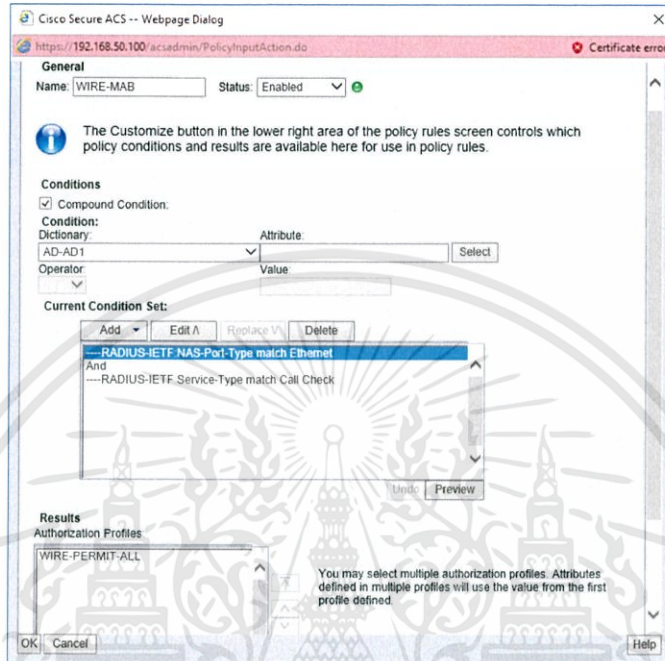 Cisco Secure ACS -- Webpage Dialog
https://192.168.50.100/acsadmin/PolicyInputAction.do Certificate error
General
Name: WIRE-MAB Status: Enabled
The Customize button in the lower right area of the policy rules screen controls which
policy conditions and results are available here for use in policy rules.
Conditions
Compound Condition:
Condition:
Dictionary: Attribute:
AD-AD1 Select
Operator: Value:
Current Condition Set:
Add Edit Λ Replace V Delete
----RADIUS-IETF NAS-Port-Type match Ethernet
And
----RADIUS-IETF Service-Type match Call Check
Undo Preview
Results
Authorization Profiles
WIRE-PERMIT-ALL
You may select multiple authorization profiles. Attributes
defined in multiple profiles will use the value from the first
profile defined.
OK Cancel Help